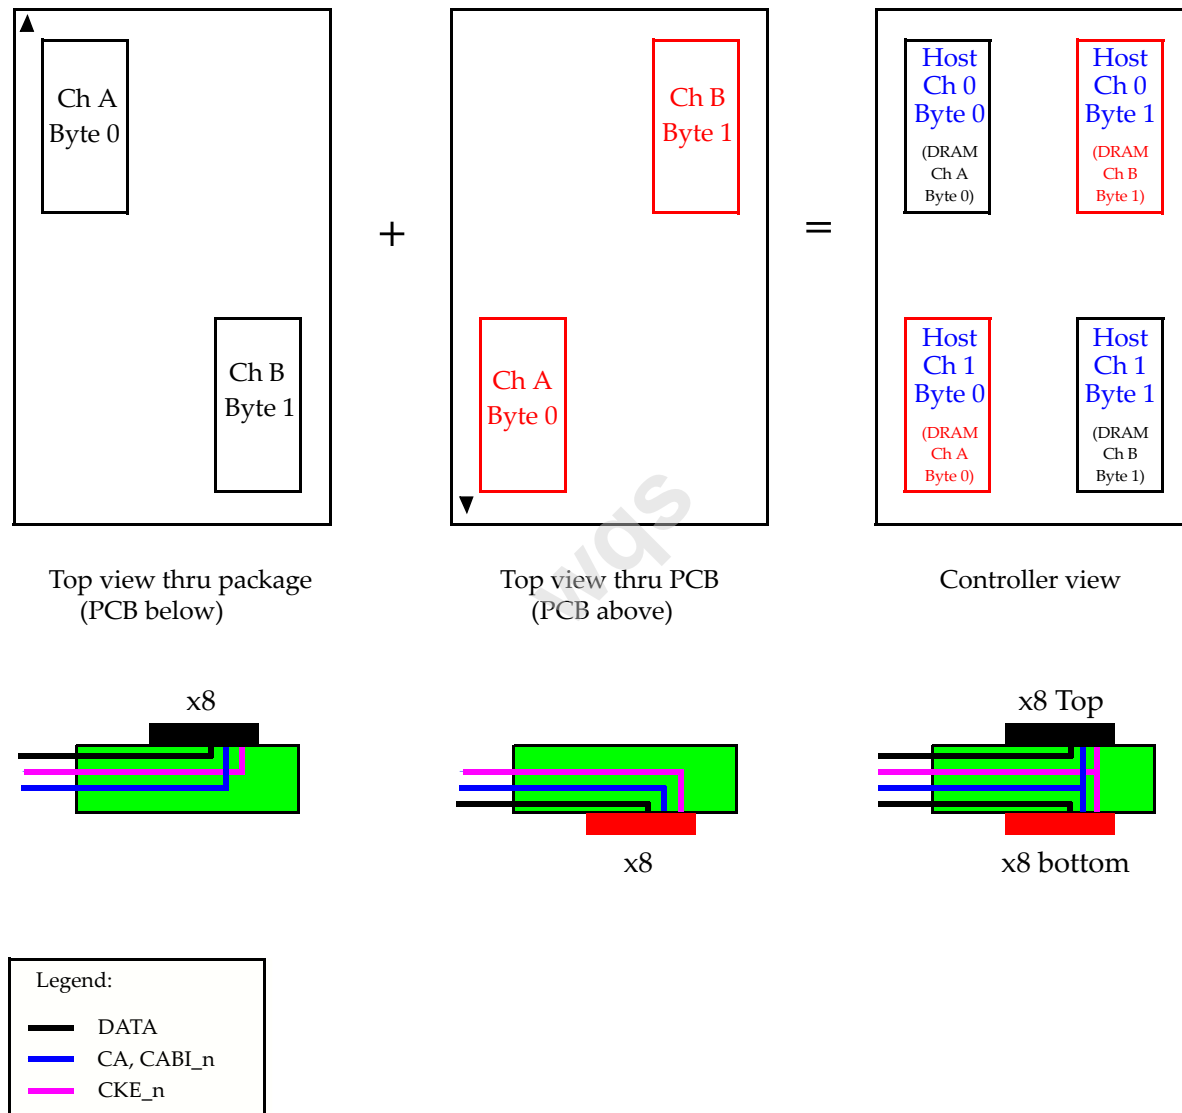 Ch A
Byte 0
Ch B
Byte 1
+
Ch B
Byte 1
Ch A
Byte 0
=
Host
Ch 0
Byte 0
(DRAM
Ch A
Byte 0)
Host
Ch 0
Byte 1
(DRAM
Ch B
Byte 1)
Host
Ch 1
Byte 0
(DRAM
Ch A
Byte 0)
Host
Ch 1
Byte 1
(DRAM
Ch B
Byte 1)
wqs
Top view thru package
(PCB below)
Top view thru PCB
(PCB above)
Controller view
x8
x8
x8 Top
x8 bottom
Legend:
DATA
CA, CABI_n
CKE_n